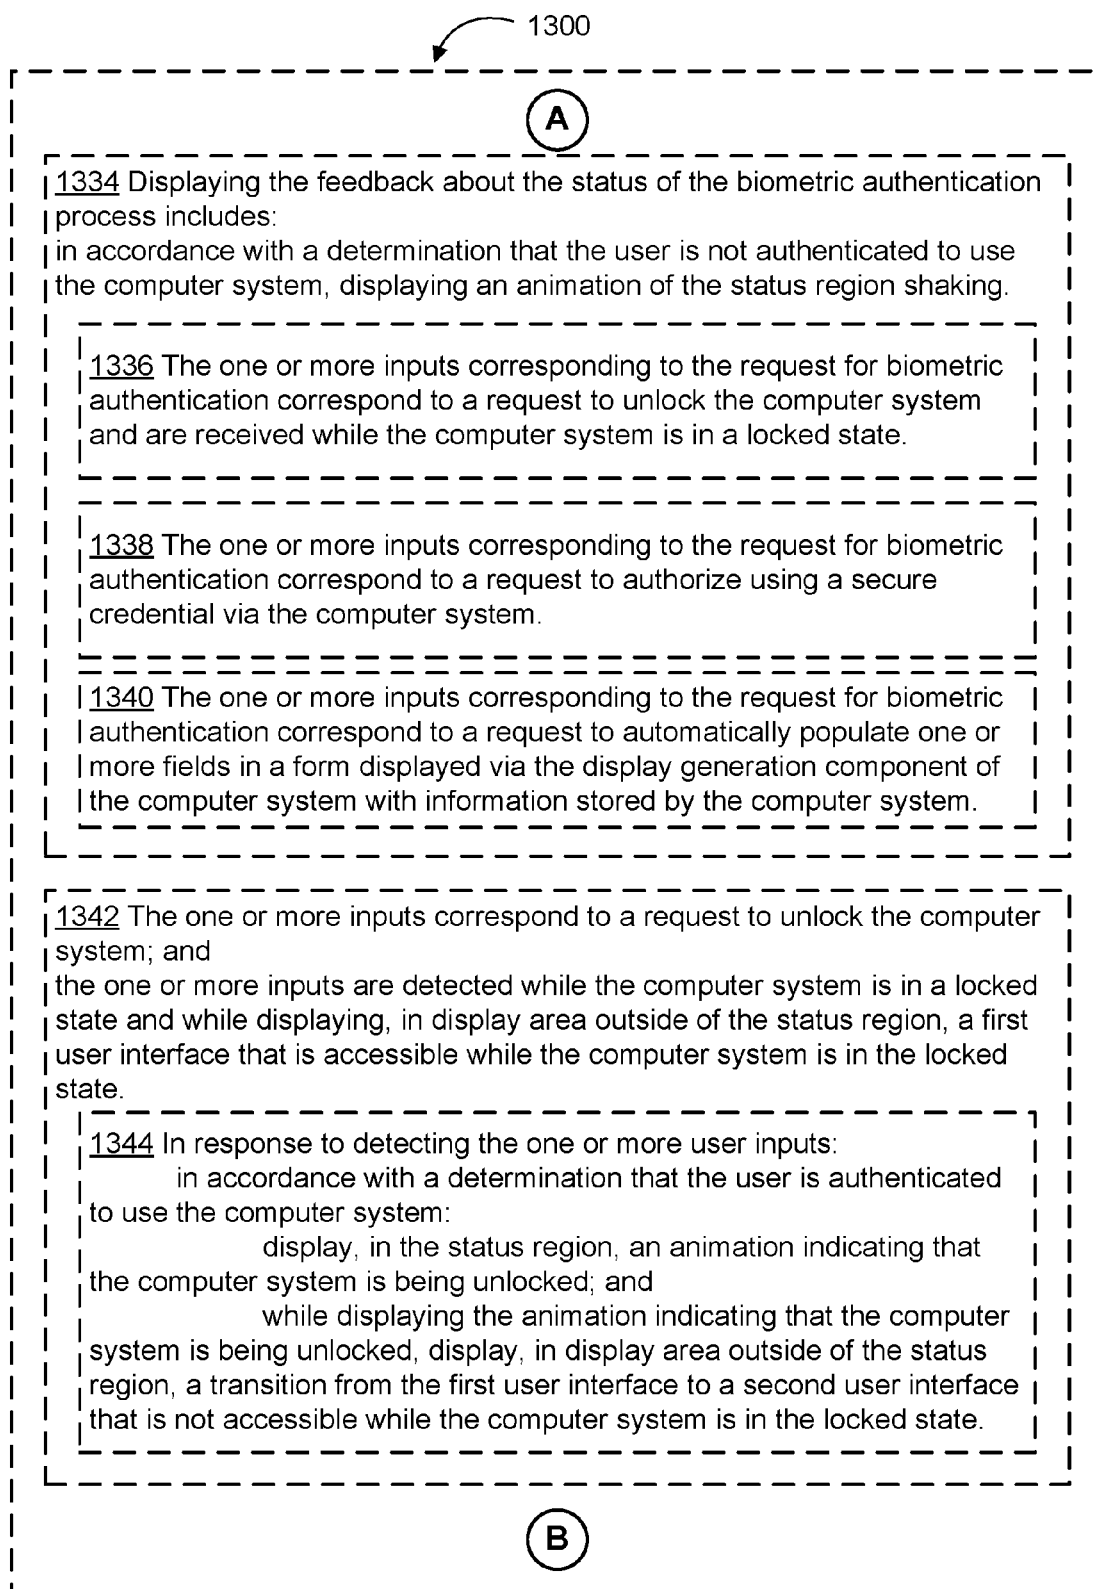 1300
A
1334 Displaying the feedback about the status of the biometric authentication
process includes:
in accordance with a determination that the user is not authenticated to use
the computer system, displaying an animation of the status region shaking.
1336 The one or more inputs corresponding to the request for biometric
authentication correspond to a request to unlock the computer system
and are received while the computer system is in a locked state.
1338 The one or more inputs corresponding to the request for biometric
authentication correspond to a request to authorize using a secure
credential via the computer system.
1340 The one or more inputs corresponding to the request for biometric
authentication correspond to a request to automatically populate one or
more fields in a form displayed via the display generation component of
the computer system with information stored by the computer system.
1342 The one or more inputs correspond to a request to unlock the computer
system; and
the one or more inputs are detected while the computer system is in a locked
state and while displaying, in display area outside of the status region, a first
user interface that is accessible while the computer system is in the locked
state.
1344 In response to detecting the one or more user inputs:
in accordance with a determination that the user is authenticated
to use the computer system:
display, in the status region, an animation indicating that
the computer system is being unlocked; and
while displaying the animation indicating that the computer
system is being unlocked, display, in display area outside of the status
region, a transition from the first user interface to a second user interface
that is not accessible while the computer system is in the locked state.
B